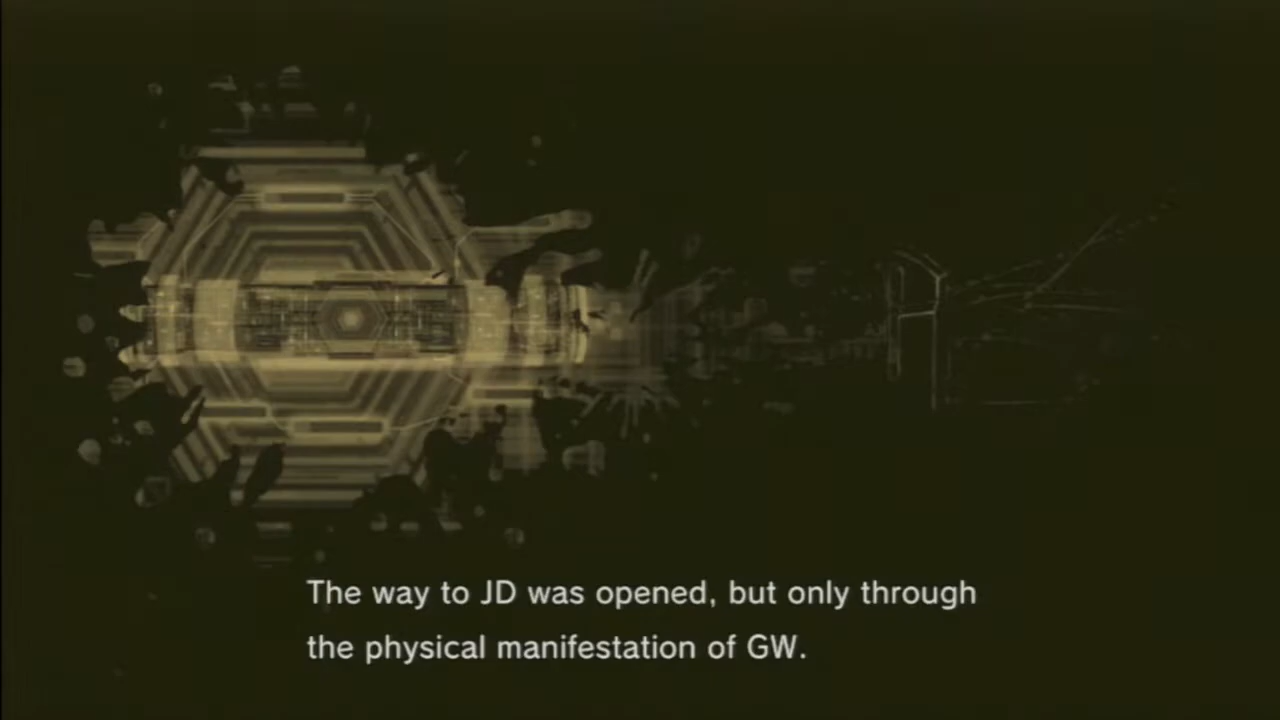 The way to JD was opened, but only through
the physical manifestation of GW.